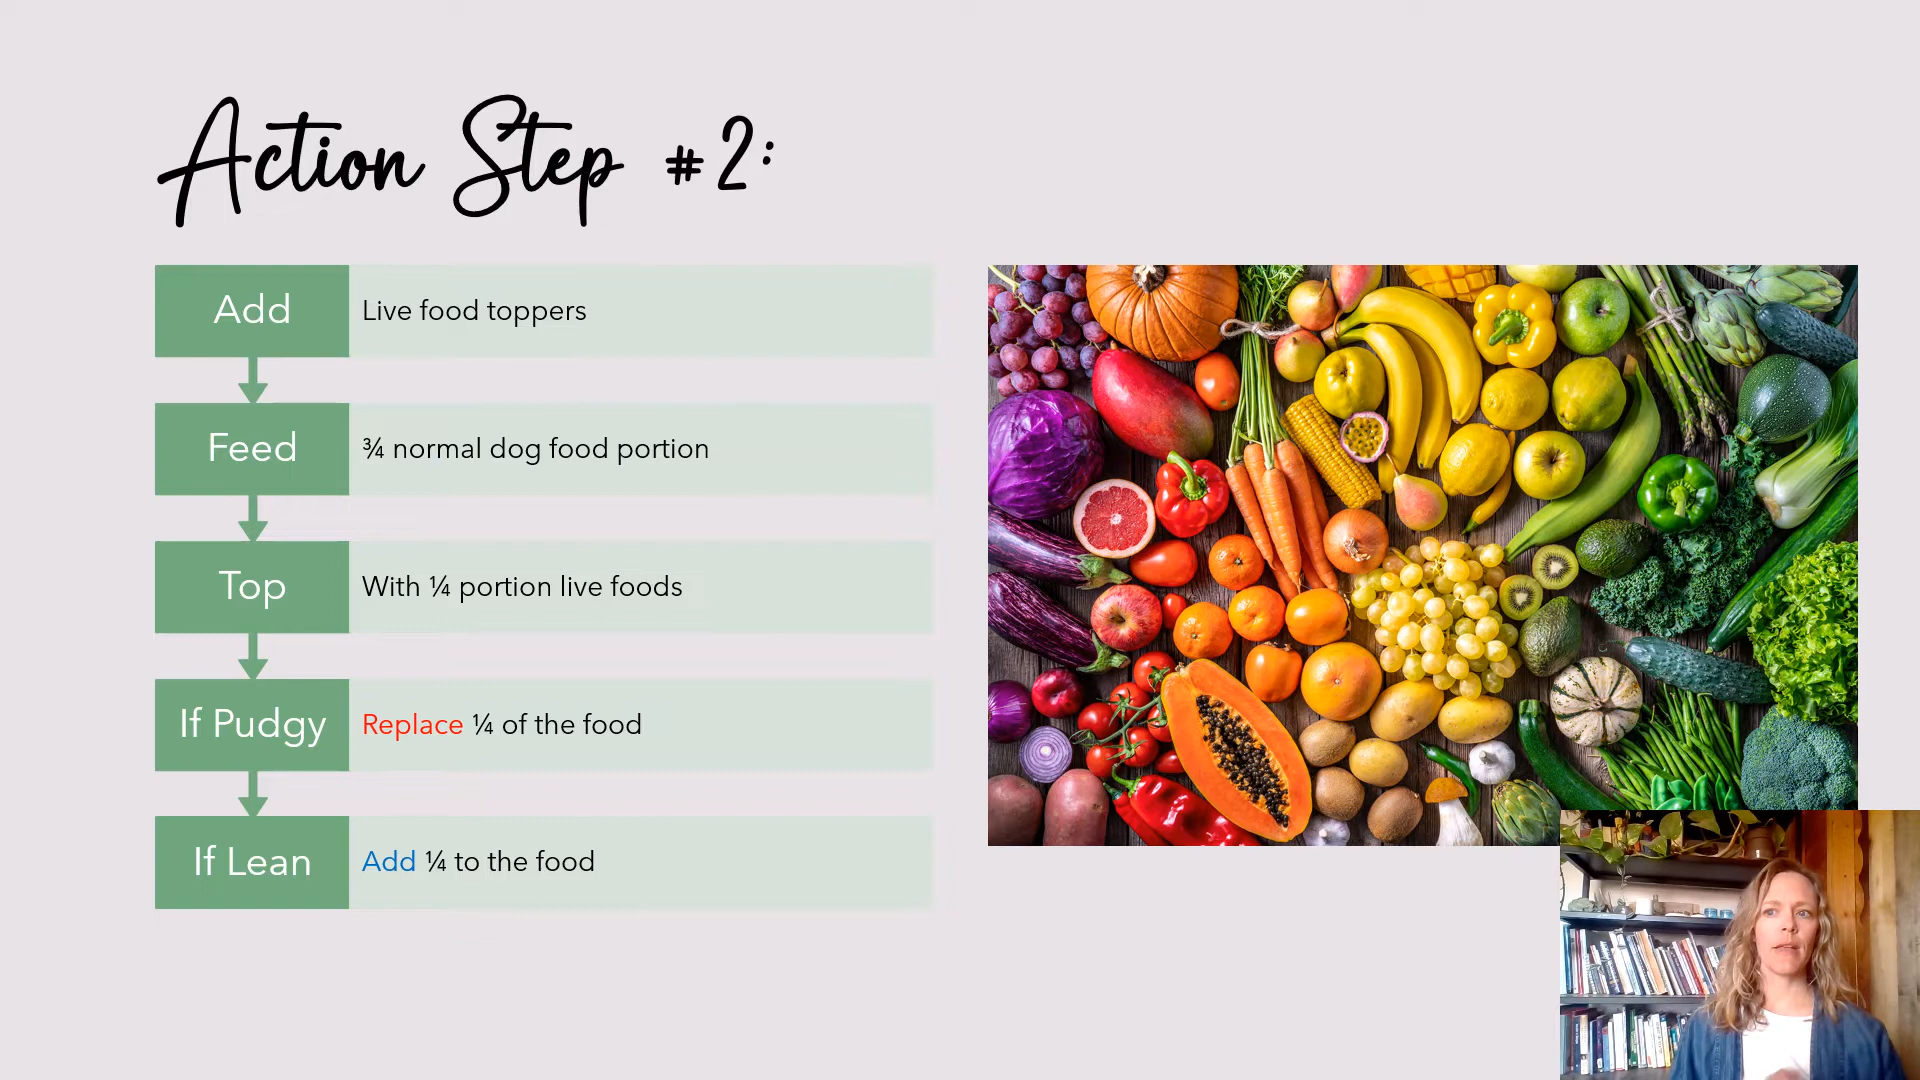 Action Step #2:
Add
Live food toppers
Feed
¾ normal dog food portion
Top
With ¼ portion live foods
If Pudgy
Replace ¼ of the food
If Lean
Add ¼ to the food